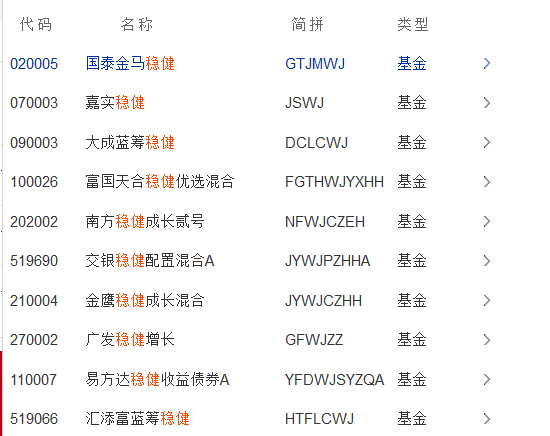 代码 名称 简拼 类型
020005 国泰金马稳健 GTJMWJ 基金
070003 嘉实稳健 JSWJ 基金
090003 大成蓝筹稳健 DCLCWJ 基金
100026 富国天合稳健优选混合 FGTHWJYXHH 基金
202002 南方稳健成长贰号 NFWJCZEH 基金
519690 交银稳健配置混合A JYWJPZHHA 基金
210004 金鹰稳健成长混合 JYWJCZHH 基金
270002 广发稳健增长 GFWJZZ 基金
110007 易方达稳健收益债券A YFDWJSYZQA 基金
519066 汇添富蓝筹稳健 HTFLCWJ 基金